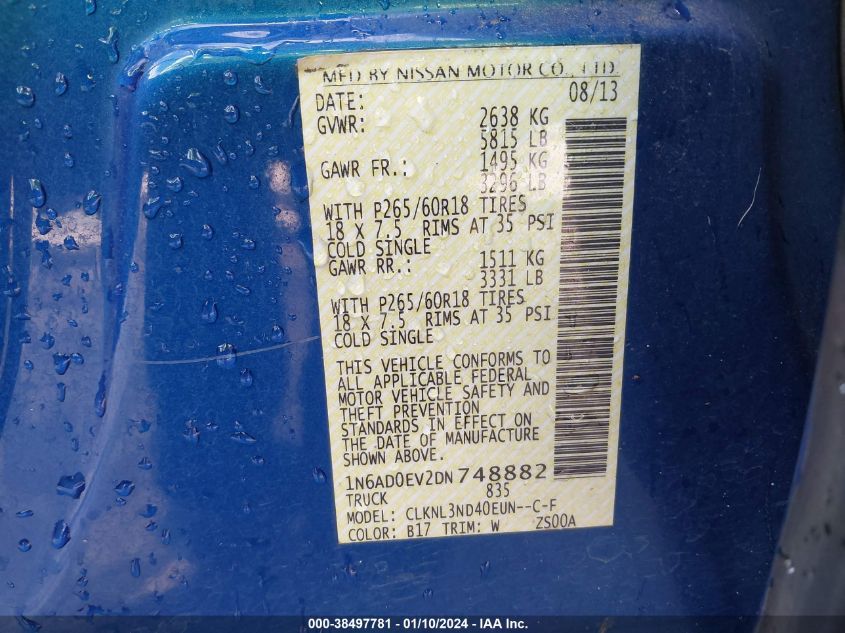 MFD BY NISSAN MOTOR CO., LTD.
DATE: 08/13
GVWR: 2638 KG
5815 LB
GAWR FR.: 1495 KG
3296 LB
WITH P265/60R18 TIRES
18 X 7.5 RIMS AT 35 PSI
COLD SINGLE
GAWR RR.: 1511 KG
3331 LB
WITH P265/60R18 TIRES
18 X 7.5 RIMS AT 35 PSI
COLD SINGLE
THIS VEHICLE CONFORMS TO
ALL APPLICABLE FEDERAL
MOTOR VEHICLE SAFETY AND
THEFT PREVENTION
STANDARDS IN EFFECT ON
THE DATE OF MANUFACTURE
SHOWN ABOVE.
1N6AD0EV2DN748882
TRUCK 835
MODEL: CLKNL3ND40EUN--C-F
COLOR: B17 TRIM: W ZS00A
000-38497781 - 01/10/2024 - IAA Inc.